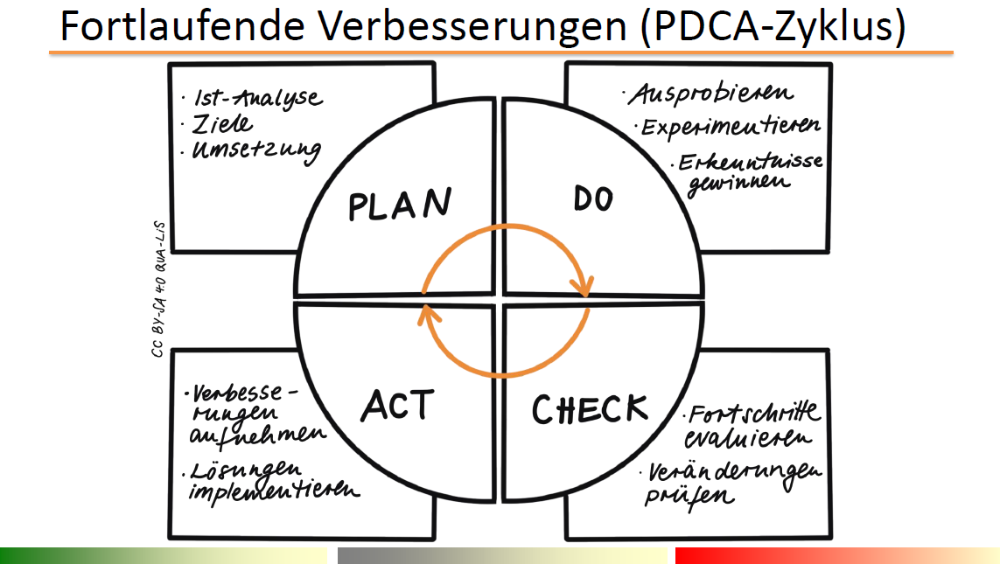 Fortlaufende Verbesserungen (PDCA-Zyklus)
· Ist-Analyse
· Ziele
· Umsetzung
PLAN
· Ausprobieren
· Experimentieren
· Erkenntnisse
gewinnen
DO
CC BY-SA 4.0 QUA-LiS
· Verbesse-
rungen
aufnehmen
· Lösungen
implementieren
ACT
CHECK
· Fortschritte
evaluieren
· Veränderungen
prüfen